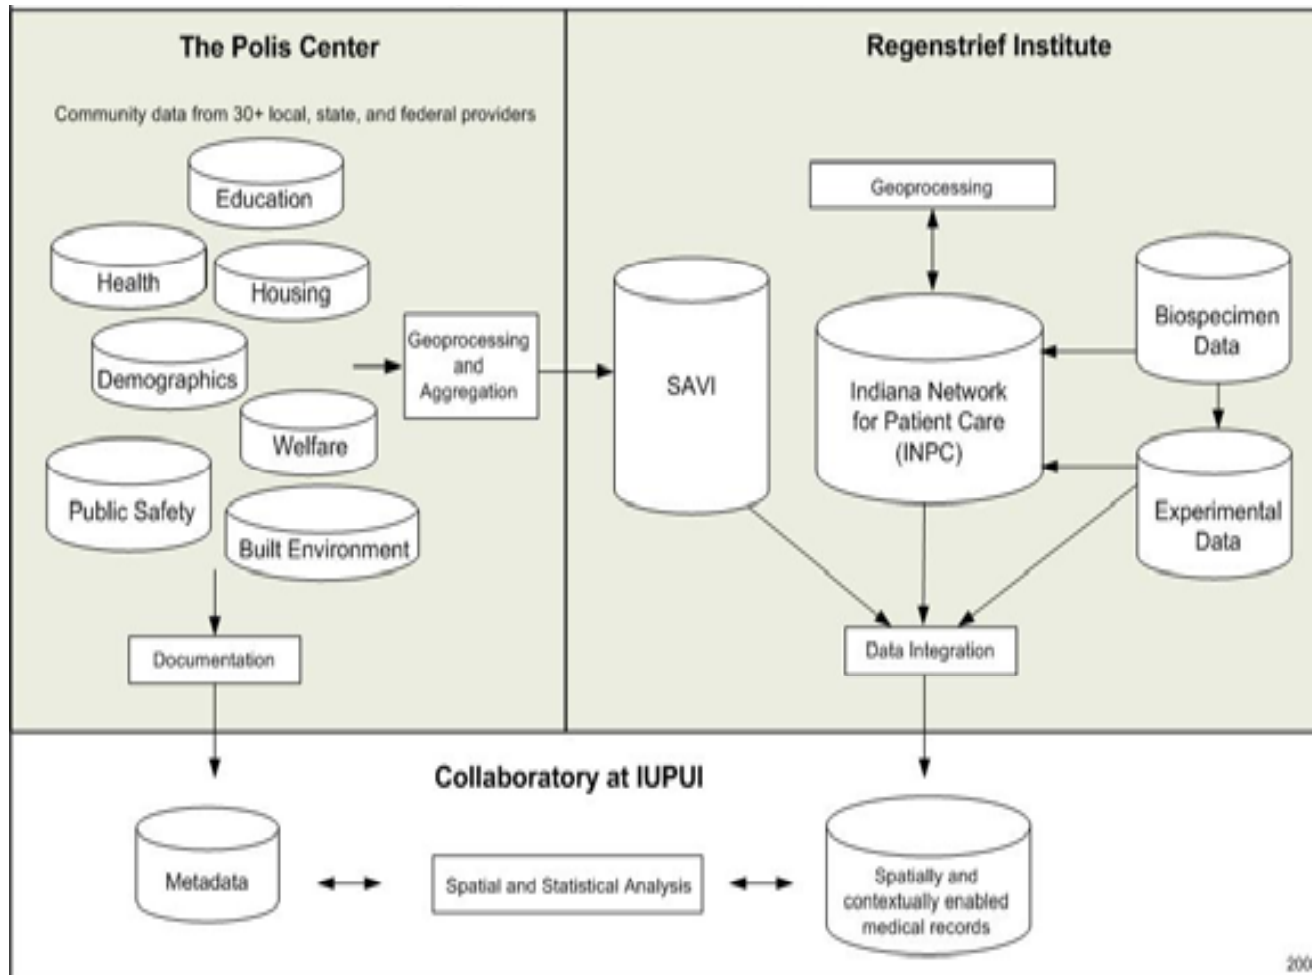 The Polis Center
Community data from 30+ local, state, and federal providers
Education
Health
Housing
Demographics
Welfare
Public Safety
Built Environment
Geoprocessing
and
Aggregation
Documentation
Regenstrief Institute
Geoprocessing
SAVI
Indiana Network
for Patient Care
(INPC)
Biospecimen
Data
Experimental
Data
Data Integration
Collaboratory at IUPUI
Metadata
Spatial and Statistical Analysis
Spatially and
contextually enabled
medical records
200